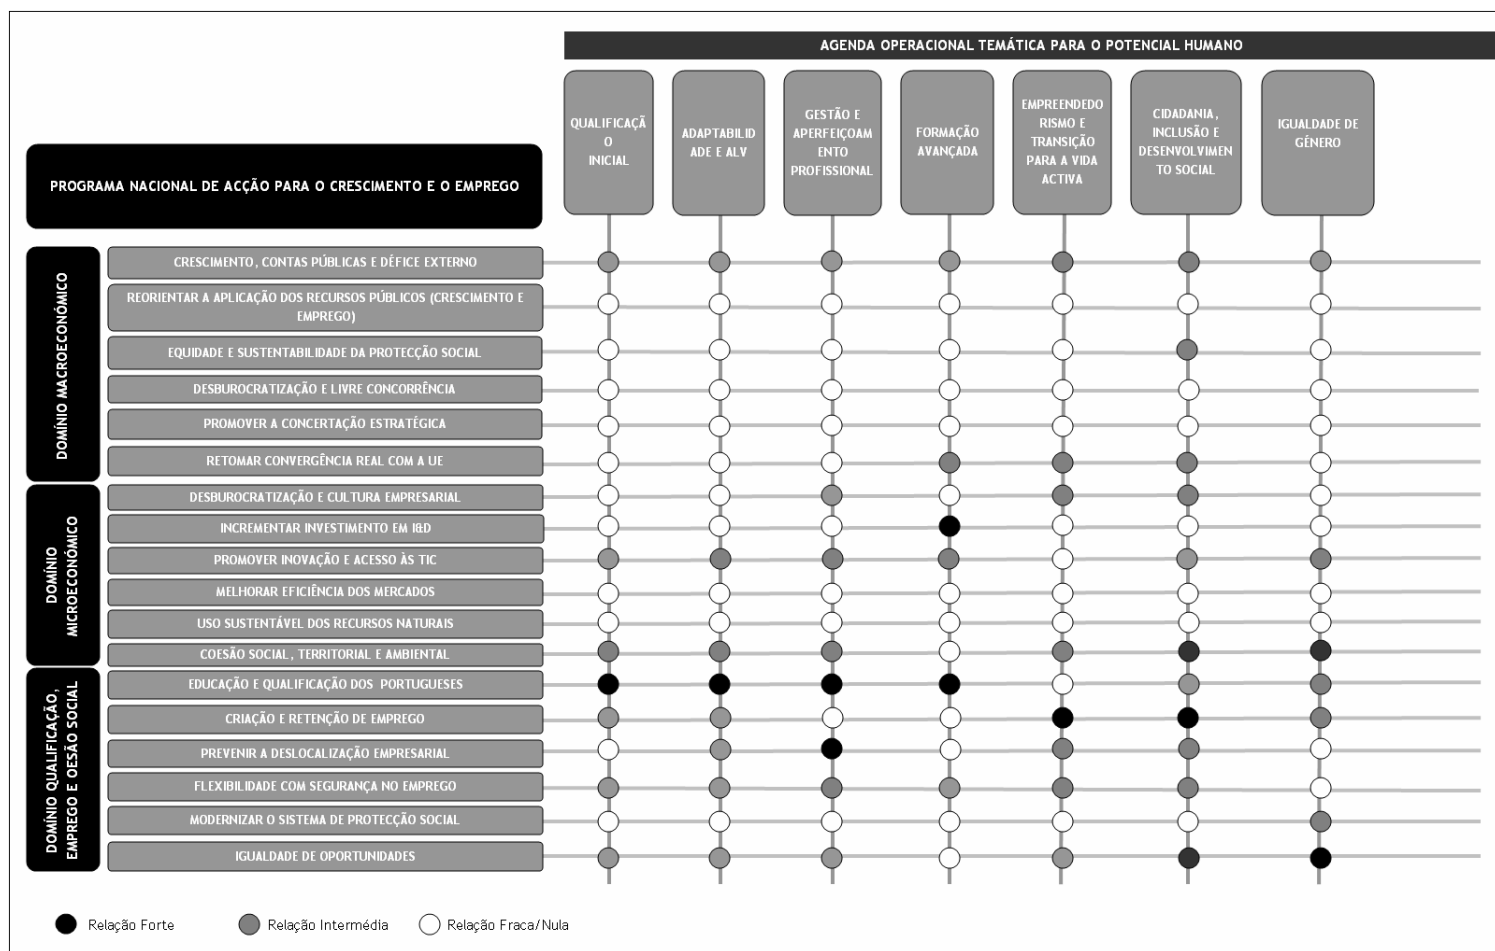 AGENDA OPERACIONAL TEMÁTICA PARA O POTENCIAL HUMANO
QUALIFICAÇÃ
O
INICIAL
ADAPTABILID
ADE E ALV
GESTÃO E
APERFEIÇOAM
ENTO
PROFISSIONAL
FORMAÇÃO
AVANÇADA
EMPREENDEDO
RISMO E
TRANSIÇÃO
PARA A VIDA
ACTIVA
CIDADANIA,
INCLUSÃO E
DESENVOLVIMEN
TO SOCIAL
IGUALDADE DE
GÉNERO
PROGRAMA NACIONAL DE ACÇÃO PARA O CRESCIMENTO E O EMPREGO
DOMÍNIO MACROECONÓMICO
CRESCIMENTO, CONTAS PÚBLICAS E DÉFICE EXTERNO
REORIENTAR A APLICAÇÃO DOS RECURSOS PÚBLICOS (CRESCIMENTO E
EMPREGO)
EQUIDADE E SUSTENTABILIDADE DA PROTECÇÃO SOCIAL
DESBUROCRATIZAÇÃO E LIVRE CONCORRÊNCIA
PROMOVER A CONCERTAÇÃO ESTRATÉGICA
RETOMAR CONVERGÊNCIA REAL COM A UE
DOMÍNIO
MICROECONÓMICO
DESBUROCRATIZAÇÃO E CULTURA EMPRESARIAL
INCREMENTAR INVESTIMENTO EM I&D
PROMOVER INOVAÇÃO E ACESSO ÀS TIC
MELHORAR EFICIÊNCIA DOS MERCADOS
USO SUSTENTÁVEL DOS RECURSOS NATURAIS
COESÃO SOCIAL, TERRITORIAL E AMBIENTAL
DOMÍNIO QUALIFICAÇÃO,
EMPREGO E OESÃO SOCIAL
EDUCAÇÃO E QUALIFICAÇÃO DOS PORTUGUESES
CRIAÇÃO E RETENÇÃO DE EMPREGO
PREVENIR A DESLOCALIZAÇÃO EMPRESARIAL
FLEXIBILIDADE COM SEGURANÇA NO EMPREGO
MODERNIZAR O SISTEMA DE PROTECÇÃO SOCIAL
IGUALDADE DE OPORTUNIDADES
Relação Forte
Relação Intermédia
Relação Fraca/Nula